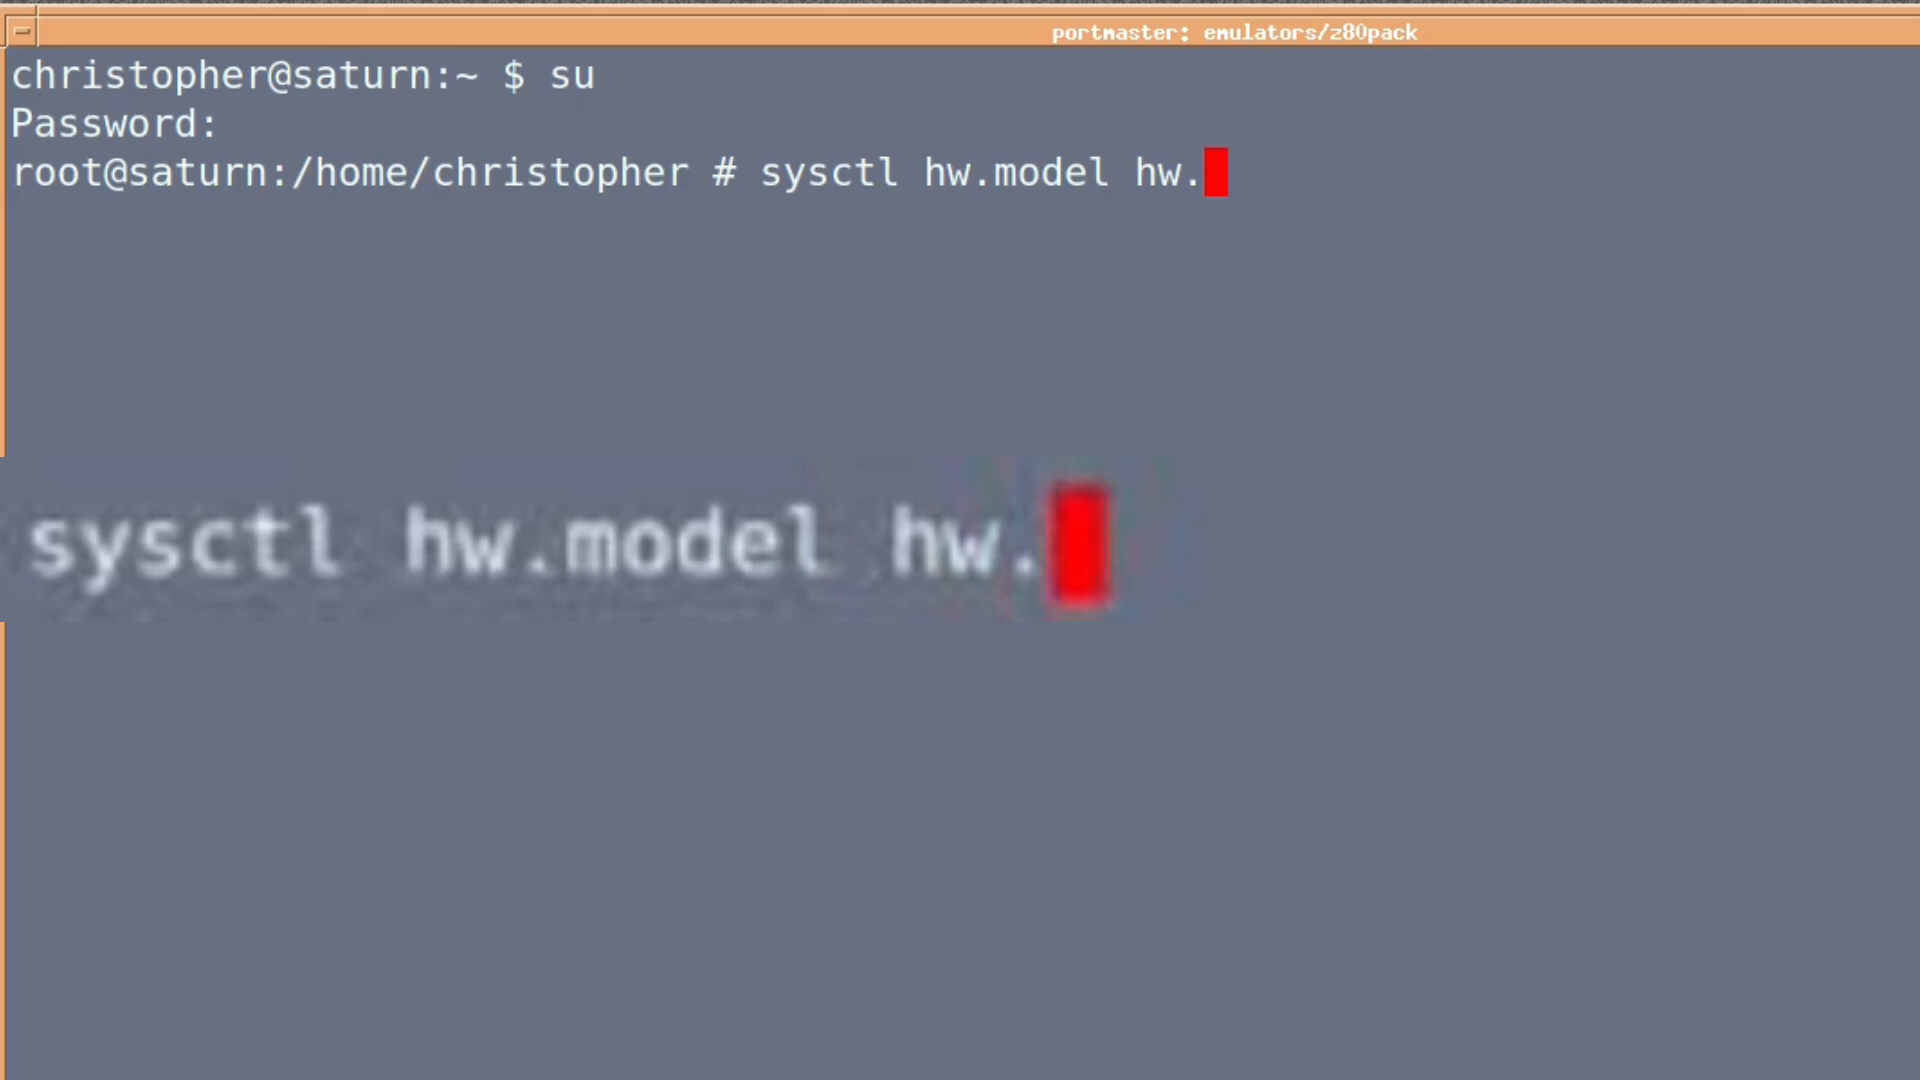 portmaster: emulators/z80pack
christopher@saturn:~ $ su
Password:
root@saturn:/home/christopher # sysctl hw.model hw.
sysctl hw.model hw.